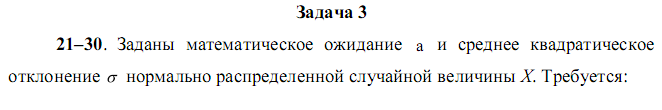 Задача 3
21–30. Заданы математическое ожидание a и среднее квадратическое
отклонение σ нормально распределенной случайной величины X. Требуется: